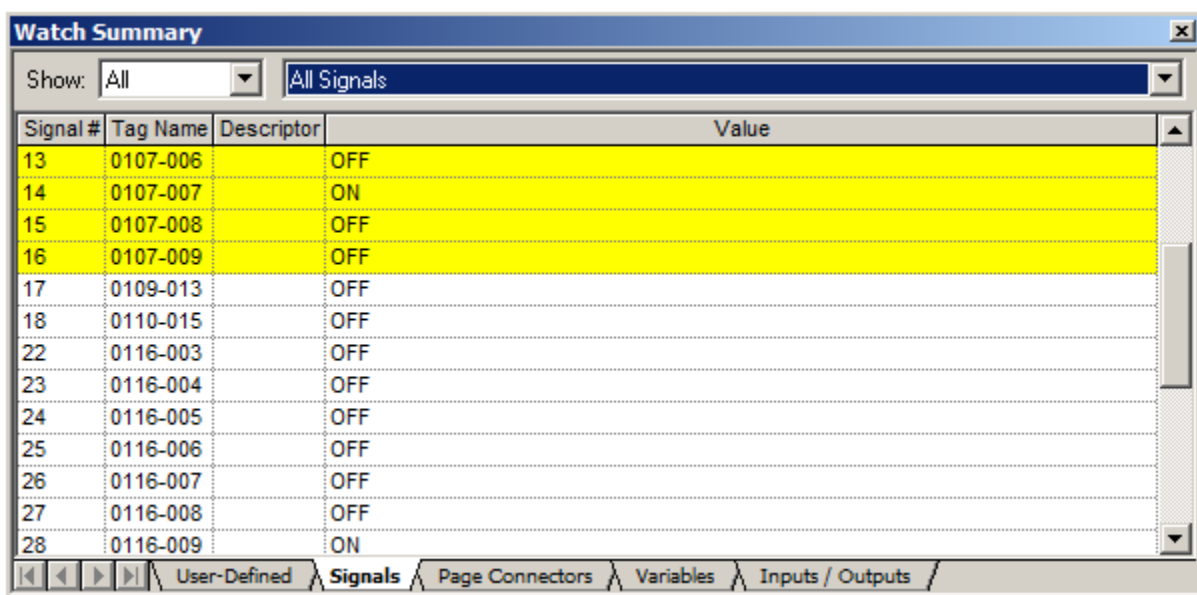 Watch Summary
Show: All All Signals
Signal # Tag Name Descriptor Value
13 0107-006 OFF
14 0107-007 ON
15 0107-008 OFF
16 0107-009 OFF
17 0109-013 OFF
18 0110-015 OFF
22 0116-003 OFF
23 0116-004 OFF
24 0116-005 OFF
25 0116-006 OFF
26 0116-007 OFF
27 0116-008 OFF
28 0116-009 ON
User-Defined Signals Page Connectors Variables Inputs / Outputs